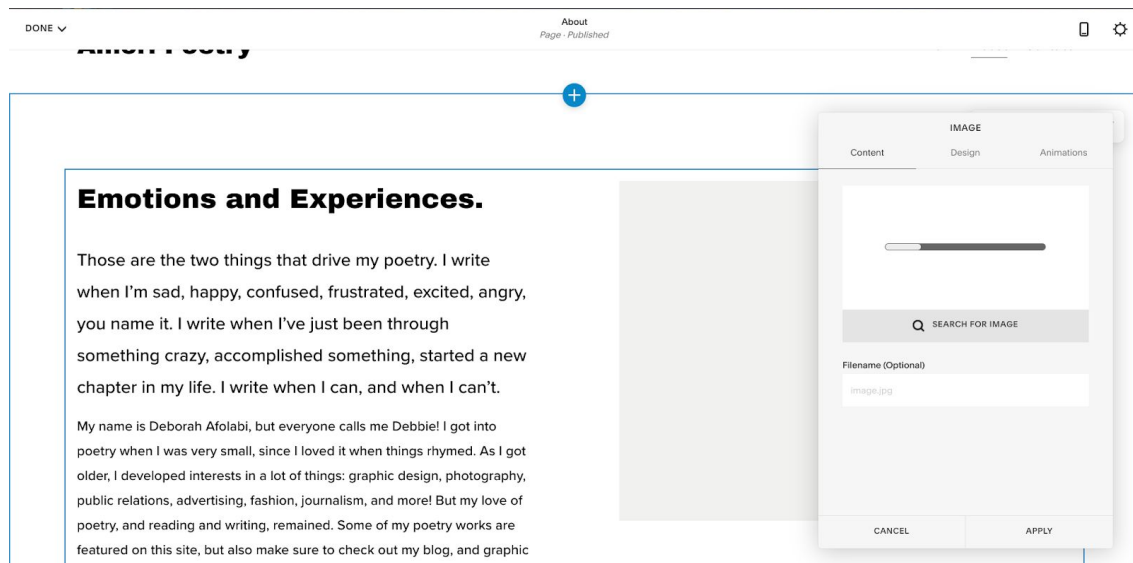 DONE
About
Page · Published
Poetry
IMAGE
Content Design Animations
Emotions and Experiences.
Those are the two things that drive my poetry. I write
when I'm sad, happy, confused, frustrated, excited, angry,
you name it. I write when I've just been through
something crazy, accomplished something, started a new
chapter in my life. I write when I can, and when I can't.
My name is Deborah Afolabi, but everyone calls me Debbie! I got into
poetry when I was very small, since I loved it when things rhymed. As I got
older, I developed interests in a lot of things: graphic design, photography,
public relations, advertising, fashion, journalism, and more! But my love of
poetry, and reading and writing, remained. Some of my poetry works are
featured on this site, but also make sure to check out my blog, and graphic
SEARCH FOR IMAGE
Filename (Optional)
image.jpg
CANCEL APPLY